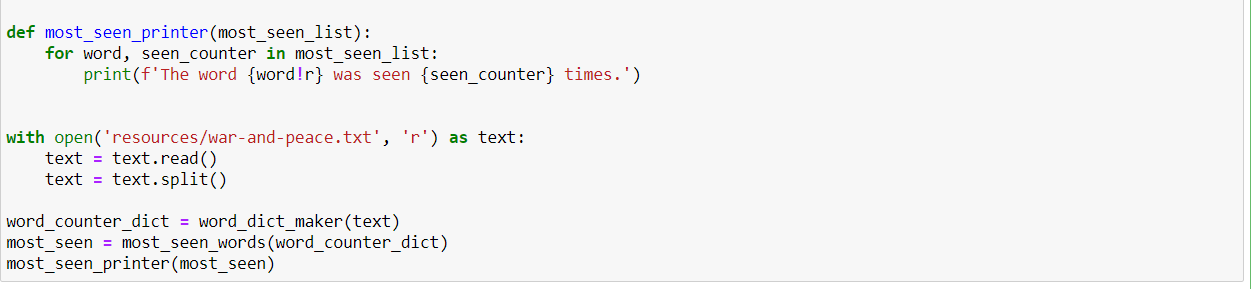 def most_seen_printer(most_seen_list):
    for word, seen_counter in most_seen_list:
        print(f'The word {word!r} was seen {seen_counter} times.')
with open('resources/war-and-peace.txt', 'r') as text:
    text = text.read()
    text = text.split()
word_counter_dict = word_dict_maker(text)
most_seen = most_seen_words(word_counter_dict)
most_seen_printer(most_seen)